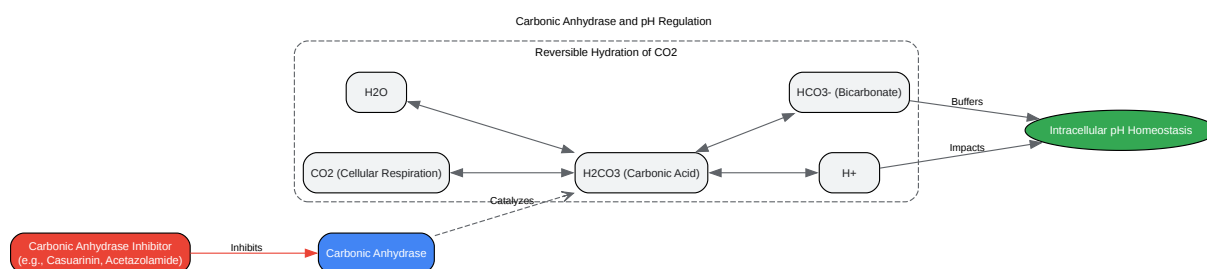 Carbonic Anhydrase and pH Regulation
Reversible Hydration of CO2
H2O
HCO3- (Bicarbonate)
Buffers
Intracellular pH Homeostasis
Impacts
CO2 (Cellular Respiration)
H2CO3 (Carbonic Acid)
H+
Catalyzes
Carbonic Anhydrase Inhibitor
(e.g., Casuarinin, Acetazolamide)
Inhibits
Carbonic Anhydrase